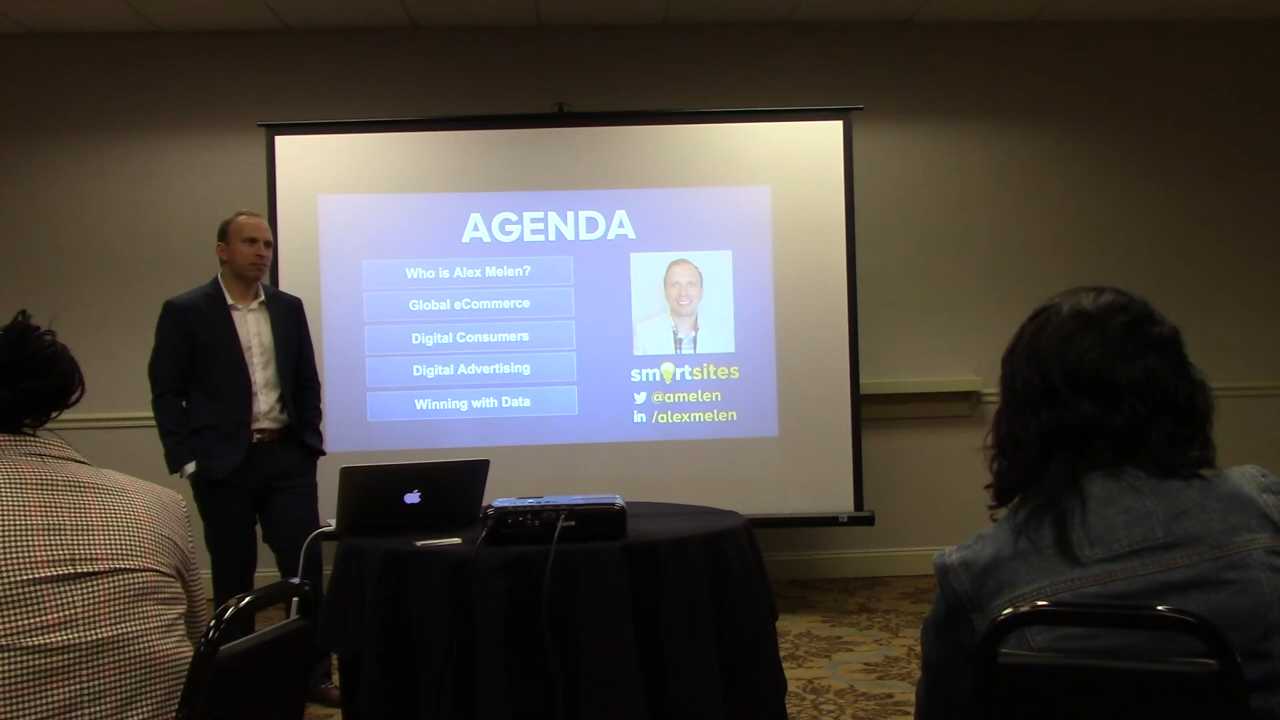 AGENDA
Who is Alex Melen?
Global eCommerce
Digital Consumers
Digital Advertising
Winning with Data
smartsites
@amelen
in /alexmelen